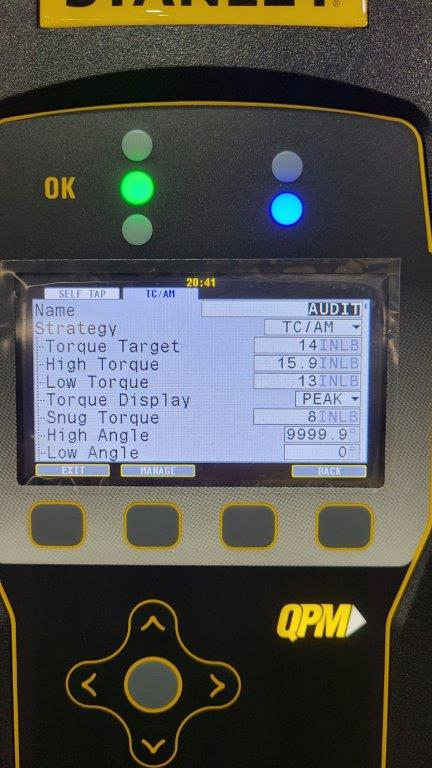 STANLEY®
OK
20:41
SELF TAP TC/AM
Name AUDIT
Strategy TC/AM
Torque Target 14INLB
High Torque 15.9INLB
Low Torque 13INLB
Torque Display PEAK
Snug Torque 8INLB
High Angle 9999.9°
Low Angle 0°
EXIT MANAGE BACK
QPM